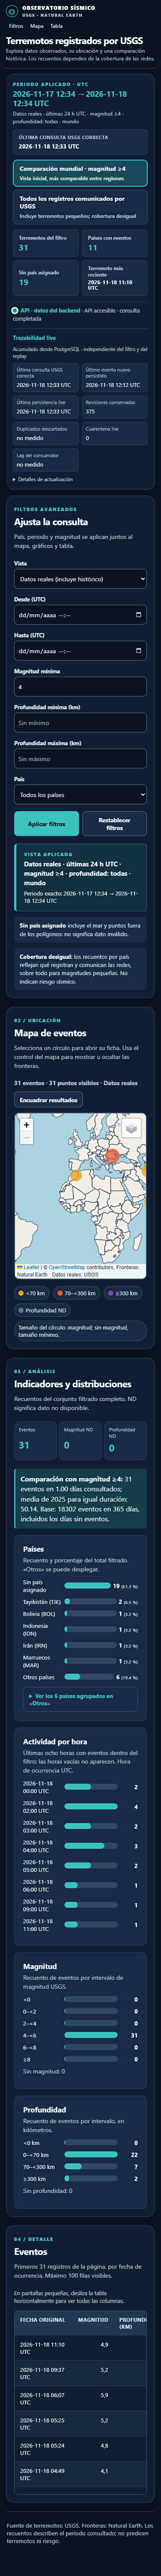 OBSERVATORIO SÍSMICO
USGS · NATURAL EARTH
Filtros Mapa Tabla
Terremotos registrados por USGS
Explora datos observados, su ubicación y una comparación histórica.
Los recuentos dependen de la cobertura y de las redes.
PERIODO APLICADO · UTC
2026-11-17 12:34 → 2026-11-18
12:34 UTC
Datos reales · últimas 24 h UTC · magnitud ≥4 ·
profundidad: todas · mundo
ÚLTIMA CONSULTA USGS CORRECTA
2026-11-18 12:33 UTC
Comparación mundial · magnitud ≥4
Vista inicial, más comparable entre regiones
Todos los registros comunicados por
USGS
Incluye terremotos pequeños; cobertura desigual
Terremotos del filtro
31
Países con eventos
11
Sin país asignado
19
Terremoto más
reciente
2026-11-18 11:10
UTC
API · datos del backend · API accesible · consulta
completada
Trazabilidad live
Acumulado desde PostgreSQL · independiente del filtro y del
replay
Última consulta USGS
correcta
2026-11-18 12:33 UTC
Último evento nuevo
persistido
2026-11-18 12:12 UTC
Última persistencia live
2026-11-18 12:33 UTC
Revisiones conservadas
375
Duplicados descartados
no medido
Cuarentena live
0
Lag del consumidor
no medido
▸ Detalles de actualización
FILTROS AVANZADOS
Ajusta la consulta
País, periodo y magnitud se aplican juntos al
mapa, gráficos y tabla.
Vista
Datos reales (incluye histórico)
Desde (UTC)
dd/mm/aaaa --:--
Hasta (UTC)
dd/mm/aaaa --:--
Magnitud mínima
4
Profundidad mínima (km)
Sin mínimo
Profundidad máxima (km)
Sin máximo
País
Todos los países
Aplicar filtros
Restablecer
filtros
VISTA APLICADA
Datos reales · últimas 24 h UTC ·
magnitud ≥4 · profundidad: todas ·
mundo
Periodo exacto: 2026-11-17 12:34 → 2026-11-
18 12:34 UTC
Sin país asignado incluye el mar y puntos fuera
de los polígonos; no significa dato inválido.
Cobertura desigual: los recuentos por país
reflejan qué registran y comunican las redes,
sobre todo para magnitudes pequeñas. No
indican riesgo sísmico.
02 / UBICACIÓN
Mapa de eventos
Selecciona un círculo para abrir su ficha. Usa el
control del mapa para mostrar u ocultar las
fronteras.
31 eventos · 31 puntos visibles · Datos reales
Encuadrar resultados
+
−
Leaflet | © OpenStreetMap contributors, Fronteras:
Natural Earth · Datos reales: USGS
<70 km
70–<300 km
≥300 km
Profundidad ND
Tamaño del círculo: magnitud; sin magnitud,
tamaño mínimo.
03 / ANÁLISIS
Indicadores y distribuciones
Recuentos del conjunto filtrado completo. ND
significa dato no disponible.
Eventos
31
Magnitud ND
0
Profundidad
ND
0
Comparación con magnitud ≥4: 31
eventos en 1.00 días consultados;
media de 2025 para igual duración:
50.14. Base: 18302 eventos en 365 días,
incluidos los días sin eventos.
Países
Recuento y porcentaje del total filtrado.
«Otros» se puede desplegar.
Sin país
asignado
19 (61.3 %)
Tayikistán (TJK) 2 (6.5 %)
Bolivia (BOL) 1 (3.2 %)
Indonesia
(IDN)
1 (3.2 %)
Irán (IRN) 1 (3.2 %)
Marruecos
(MAR)
1 (3.2 %)
Otros países 6 (19.4 %)
▸ Ver los 6 países agrupados en
«Otros»
Actividad por hora
Últimas ocho horas con eventos dentro del
filtro; las horas vacías no aparecen. Hora
de ocurrencia UTC.
2026-11-18
00:00 UTC
2
2026-11-18
02:00 UTC
4
2026-11-18
03:00 UTC
2
2026-11-18
04:00 UTC
3
2026-11-18
05:00 UTC
2
2026-11-18
06:00 UTC
1
2026-11-18
09:00 UTC
1
2026-11-18
11:00 UTC
1
Magnitud
Recuento de eventos por intervalo de
magnitud USGS.
<0 0
0–<2 0
2–<4 0
4–<6 31
6–<8 0
≥8 0
Sin magnitud: 0
Profundidad
Recuento de eventos por intervalo, en
kilómetros.
<0 km 0
0–<70 km 22
70–<300 km 7
≥300 km 2
Sin profundidad: 0
04 / DETALLE
Eventos
Primeros 31 registros de la página, por fecha de
ocurrencia. Máximo 100 filas visibles.
En pantallas pequeñas, desliza la tabla
horizontalmente para ver todas las columnas.
FECHA ORIGINAL MAGNITUD PROFUNDI
(KM)
2026-11-18 11:10
UTC
4,9
2026-11-18 09:37
UTC
5,2
2026-11-18 06:07
UTC
5,9
2026-11-18 05:25
UTC
5,2
2026-11-18 05:24
UTC
4,8
2026-11-18 04:49
UTC
4,1
Fuente de terremotos: USGS. Fronteras: Natural Earth. Los
recuentos describen el periodo consultado; no predicen
terremotos ni riesgo.